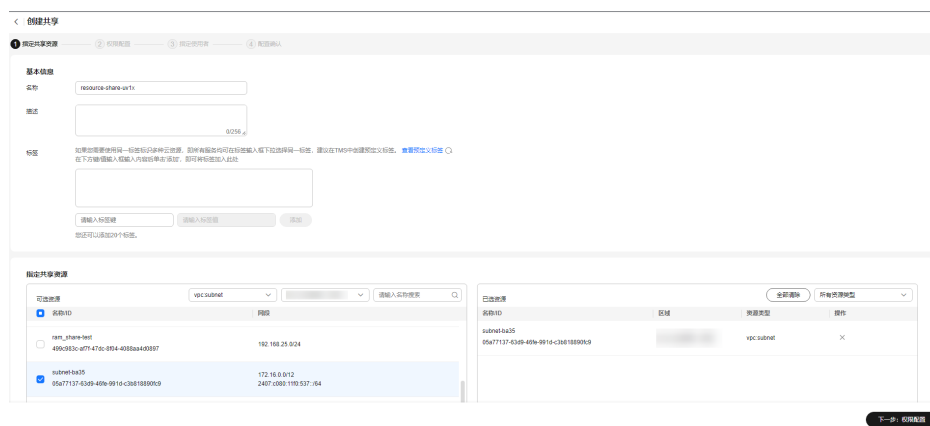 创建共享
1 指定共享资源 2 权限配置 3 指定使用者 4 配置确认
基本信息
名称 resource-share-uv1x
描述
0/256
标签 如果您需要使用同一标签标识多种云资源，即所有服务均可在标签输入框下拉选择同一标签，建议在TMS中创建预定义标签。 查看预定义标签
在下方键/值输入框输入内容后单击'添加'，即可将标签加入此处
请输入标签键 请输入标签值 添加
您还可以添加20个标签。
指定共享资源
可选资源 vpc:subnet 请输入名称搜索
名称/ID 网段
ram_share-test
499c983c-af7f-47dc-8f04-4088aa4d0897
192.168.25.0/24
subnet-ba35
05a77137-63d9-46fe-991d-c3b818890fc9
172.16.0.0/12
2407:c080:11f0:537::/64
已选资源 全部清除 所有资源类型
名称/ID 区域 资源类型 操作
subnet-ba35
05a77137-63d9-46fe-991d-c3b818890fc9
vpc:subnet
下一步：权限配置